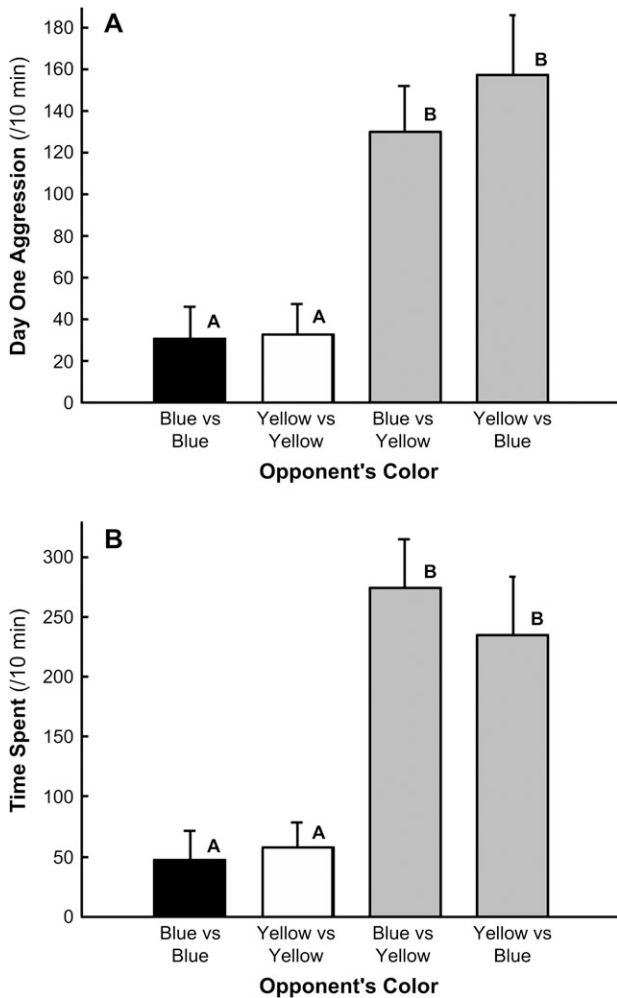 A
Day One Aggression (/10 min)
180
160
140
120
100
80
60
40
20
0
A
A
B
B
Blue vs
Blue
Yellow vs
Yellow
Blue vs
Yellow
Yellow vs
Blue
Opponent's Color
B
Time Spent (/10 min)
300
250
200
150
100
50
0
A
A
B
B
Blue vs
Blue
Yellow vs
Yellow
Blue vs
Yellow
Yellow vs
Blue
Opponent's Color